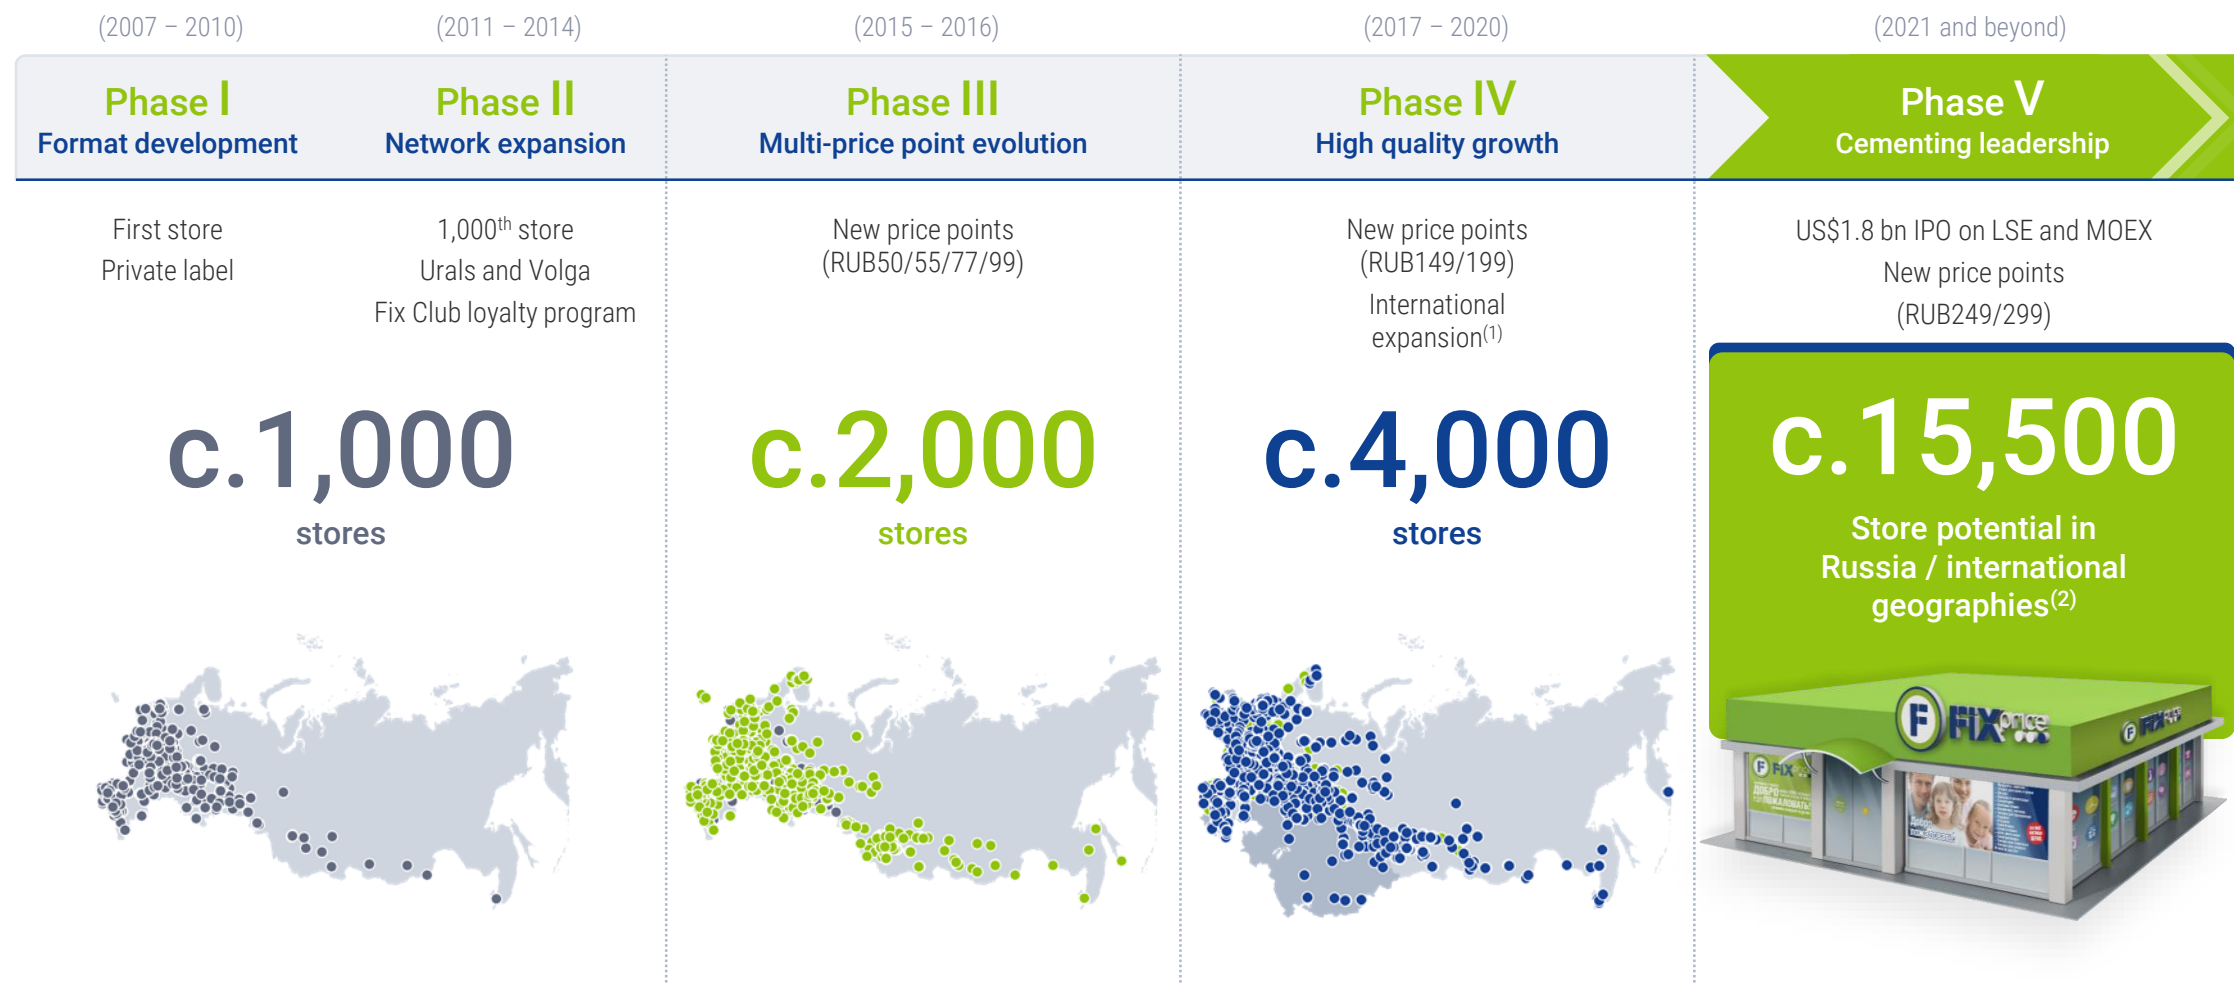 (2007 – 2010)
(2011 – 2014)
(2015 – 2016)
(2017 – 2020)
(2021 and beyond)
Phase I
Format development
Phase II
Network expansion
Phase III
Multi-price point evolution
Phase IV
High quality growth
Phase V
Cementing leadership
First store
Private label
1,000th store
Urals and Volga
Fix Club loyalty program
New price points
(RUB50/55/77/99)
New price points
(RUB149/199)
International
expansion(1)
US$1.8 bn IPO on LSE and MOEX
New price points
(RUB249/299)
c.1,000
stores
c.2,000
stores
c.4,000
stores
c.15,500
Store potential in
Russia / international
geographies(2)
F FIX price
F FIX
ДОБРО
ПОЖАЛОВАТЬ!
Добро
пожаловать!